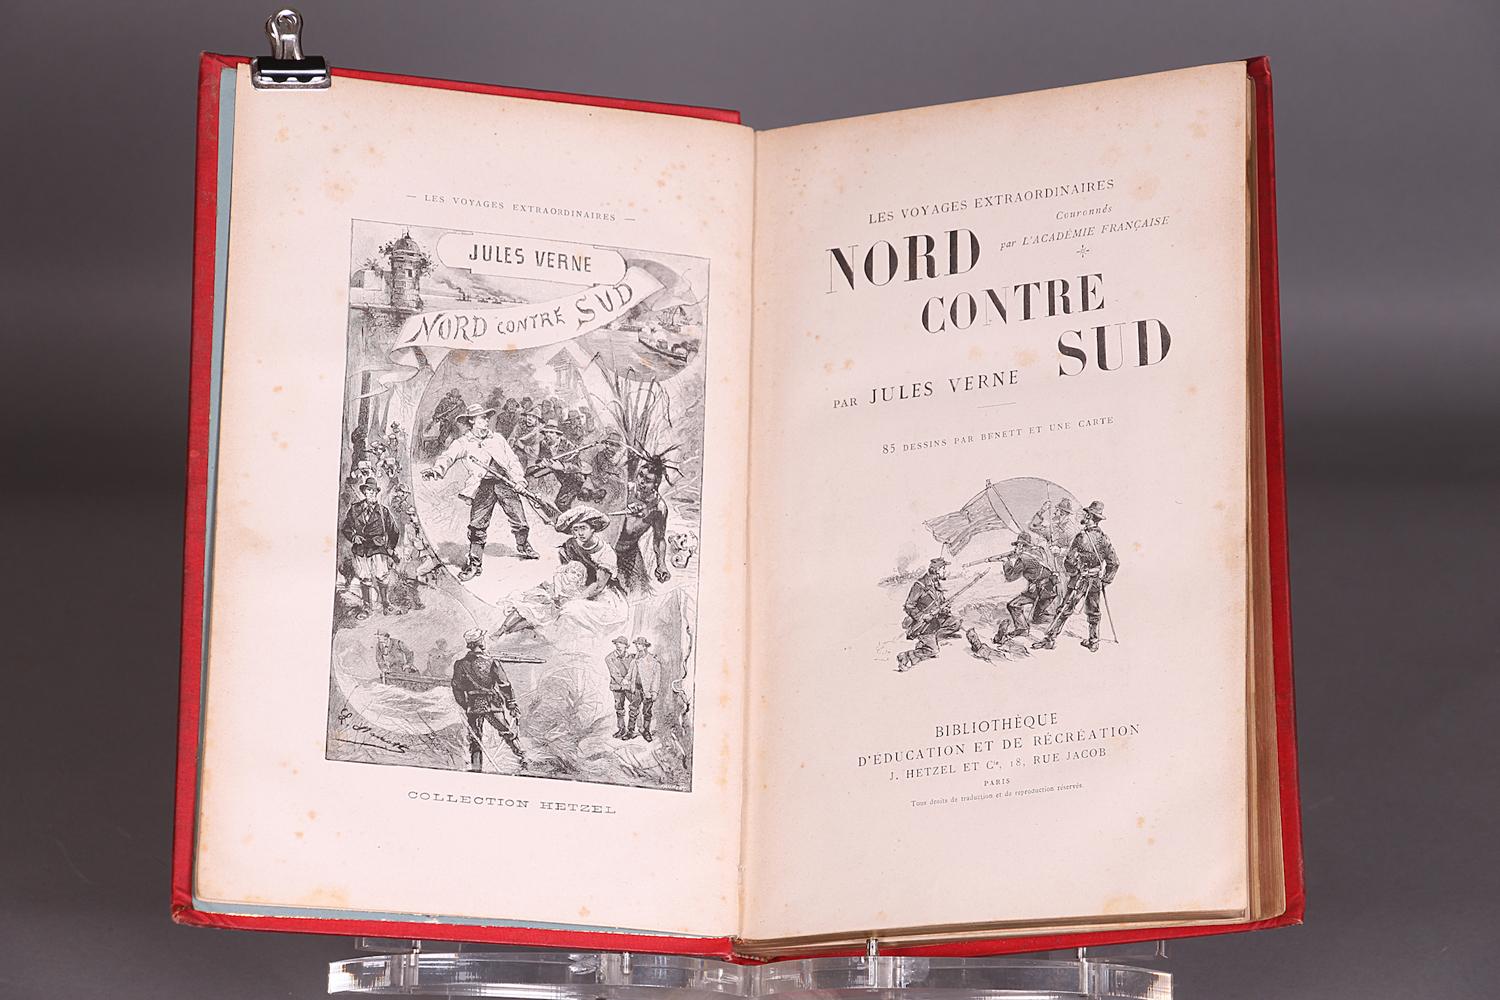 — LES VOYAGES EXTRAORDINAIRES —
JULES VERNE
NORD CONTRE SUD
COLLECTION HETZEL
LES VOYAGES EXTRAORDINAIRES
Couronnés
par L'ACADÉMIE FRANÇAISE
NORD
CONTRE
SUD
PAR JULES VERNE
85 DESSINS PAR BENETT ET UNE CARTE
BIBLIOTHÈQUE
D'ÉDUCATION ET DE RÉCRÉATION
J. HETZEL ET Cie, 18, RUE JACOB
PARIS
Tous droits de traduction et de reproduction réservés.